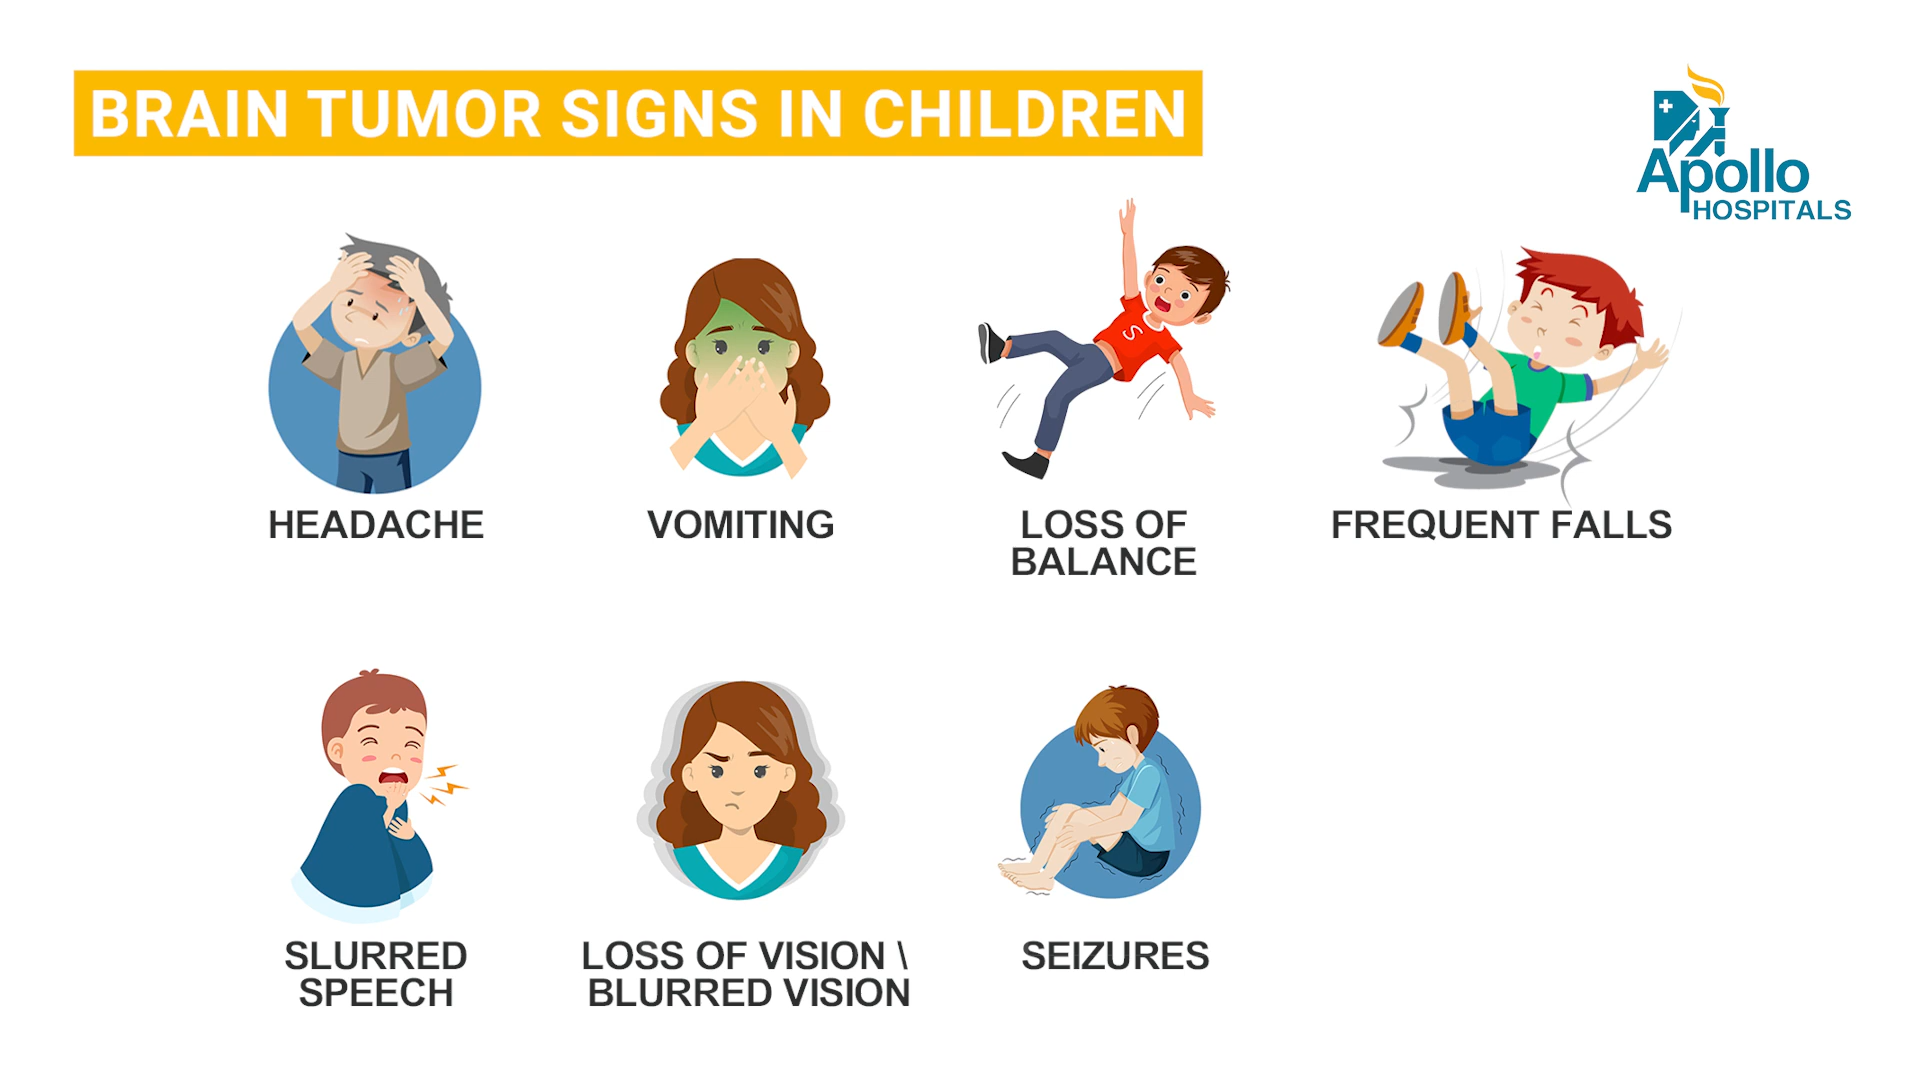 BRAIN TUMOR SIGNS IN CHILDREN
Apollo
HOSPITALS
S
HEADACHE
VOMITING
LOSS OF
BALANCE
FREQUENT FALLS
SLURRED
SPEECH
LOSS OF VISION \
BLURRED VISION
SEIZURES